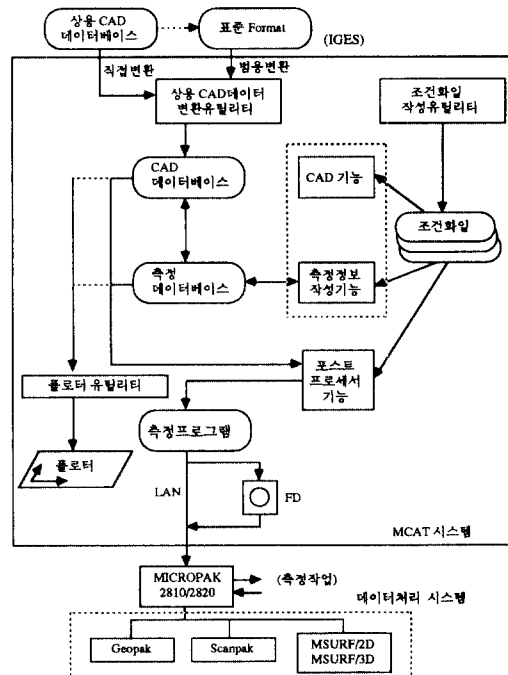 상용 CAD
데이터베이스
표준 Format
(IGES)
직접변환
범용변환
상용 CAD데이터
변환유틸리티
조건화일
작성유틸리티
CAD
데이터베이스
CAD 기능
조건화일
측정
데이터베이스
측정정보
작성기능
포스트
프로세서
기능
플로터 유틸리티
측정프로그램
플로터
LAN
FD
MCAT 시스템
MICROPAK
2810/2820
(측정작업)
데이터처리 시스템
Geopak
Scanpak
MSURF/2D
MSURF/3D